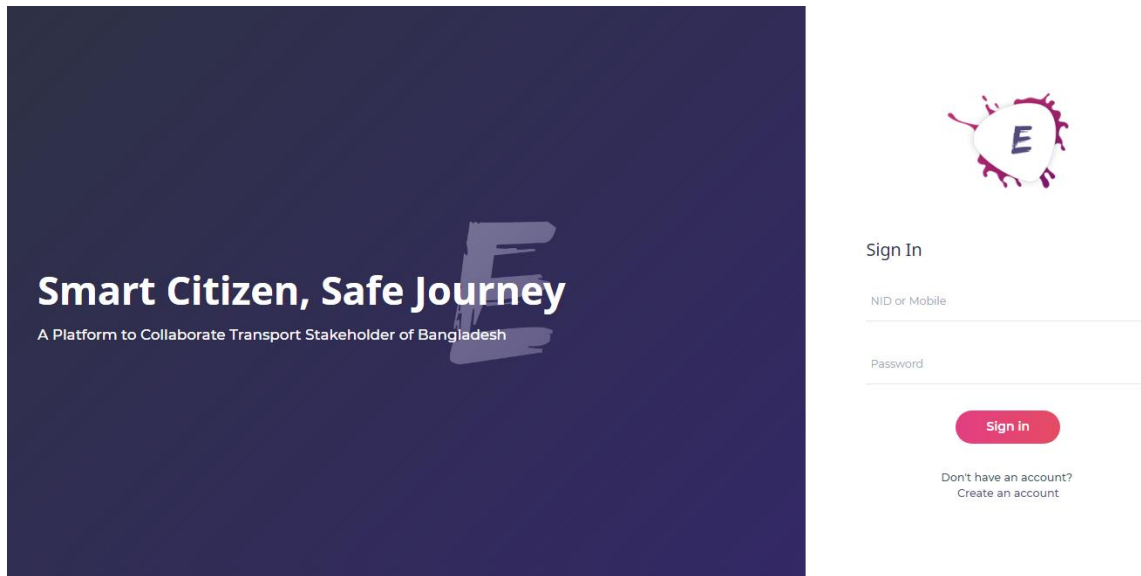 Smart Citizen, Safe Journey
A Platform to Collaborate Transport Stakeholder of Bangladesh
E
E
Sign In
NID or Mobile
Password
Sign in
Don't have an account?
Create an account